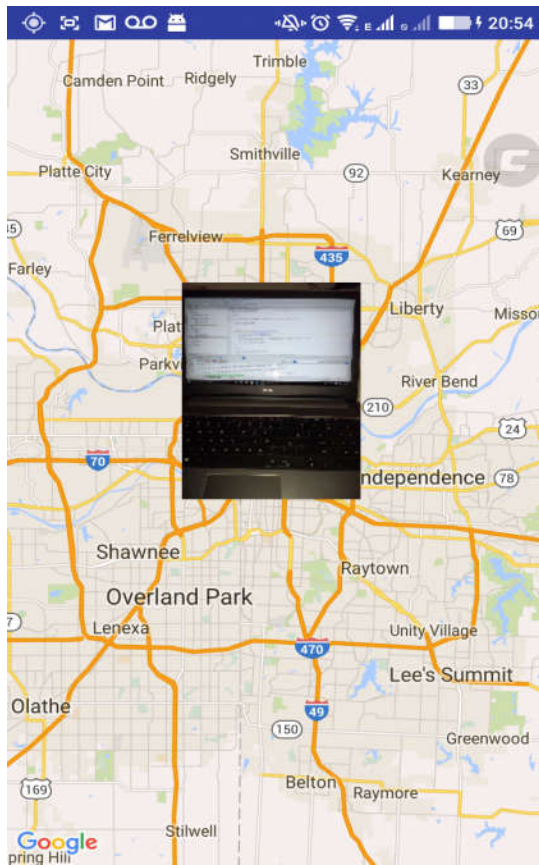 E 20:54
Trimble
Camden Point Ridgely
33
Smithville
Platte City
92
Kearney
G
Ferrelview
69
435
Farley
Liberty
Missou
Plat
Parkv
River Bend
210
24
70
ndependence 78
Shawnee
Raytown
Overland Park
Lenexa
Unity Village
470
Lee's Summit
Olathe
49
150
Greenwood
Belton
169
Raymore
Stilwell
Google
pring Hill